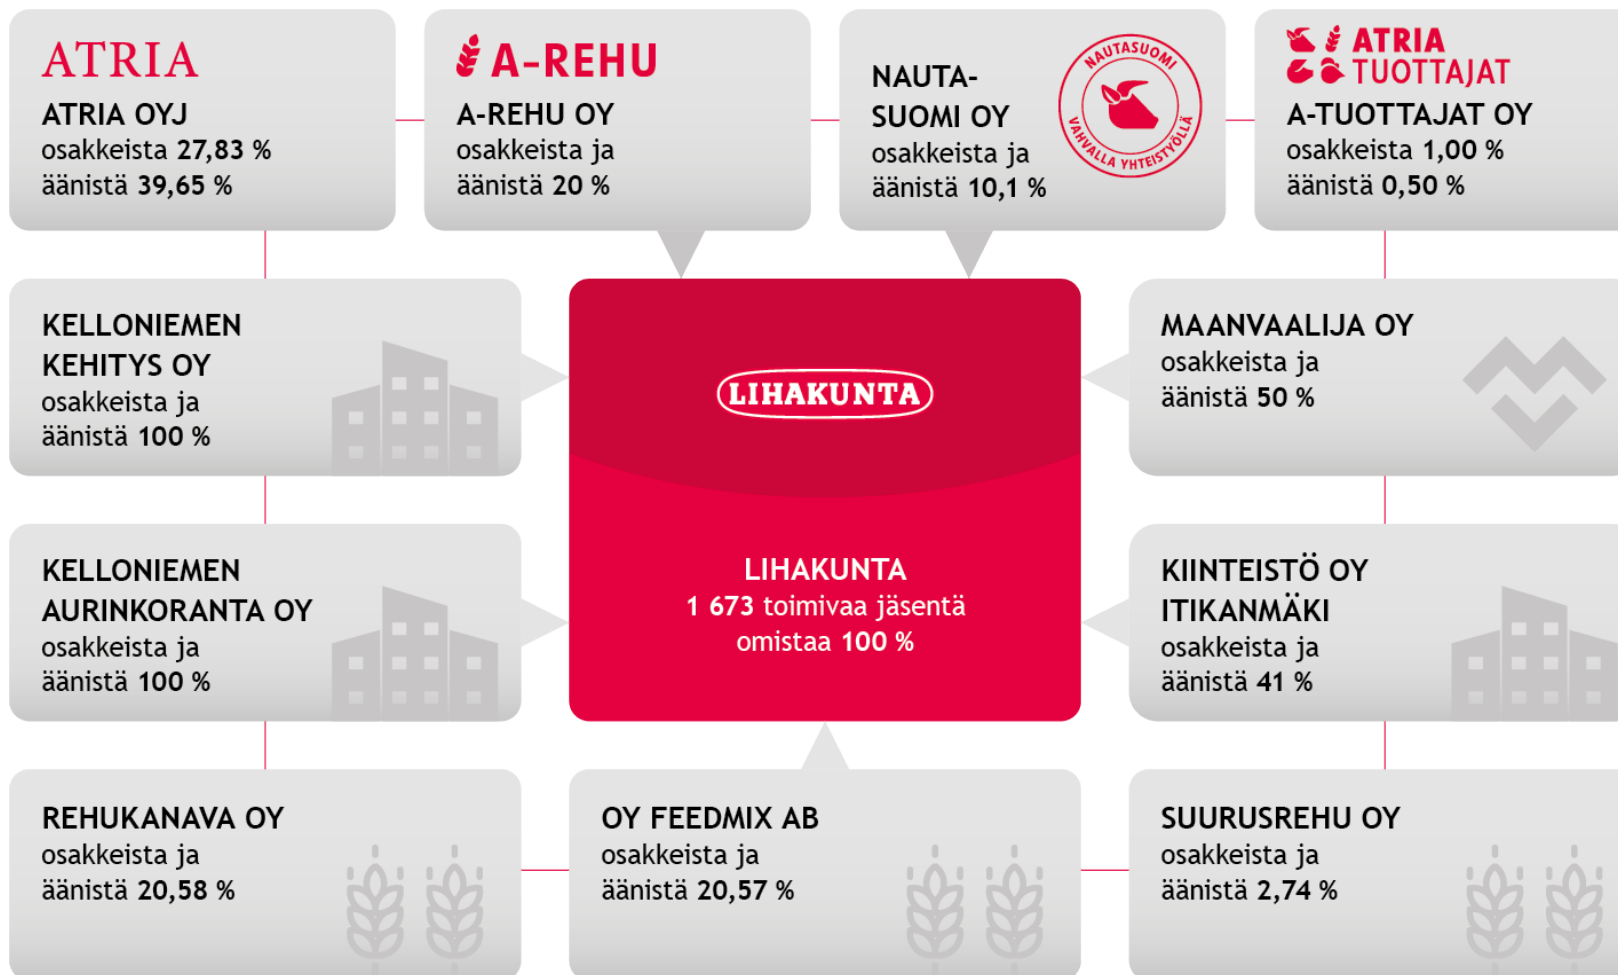 ATRIA
ATRIA OYJ
osakkeista 27,83 %
äänistä 39,65 %
A-REHU
A-REHU OY
osakkeista ja
äänistä 20 %
NAUTA-
SUOMI OY
osakkeista ja
äänistä 10,1 %
NAUTASUOMI
VAHVALLA YHTEISTYÖLLÄ
ATRIA
TUOTTAJAT
A-TUOTTAJAT OY
osakkeista 1,00 %
äänistä 0,50 %
KELLONIEMEN
KEHITYS OY
osakkeista ja
äänistä 100 %
LIHAKUNTA
MAANVAALIJA OY
osakkeista ja
äänistä 50 %
KELLONIEMEN
AURINKORANTA OY
osakkeista ja
äänistä 100 %
LIHAKUNTA
1 673 toimivaa jäsentä
omistaa 100 %
KIINTEISTÖ OY
ITIKANMÄKI
osakkeista ja
äänistä 41 %
REHUKANAVA OY
osakkeista ja
äänistä 20,58 %
OY FEEDMIX AB
osakkeista ja
äänistä 20,57 %
SUURUSREHU OY
osakkeista ja
äänistä 2,74 %